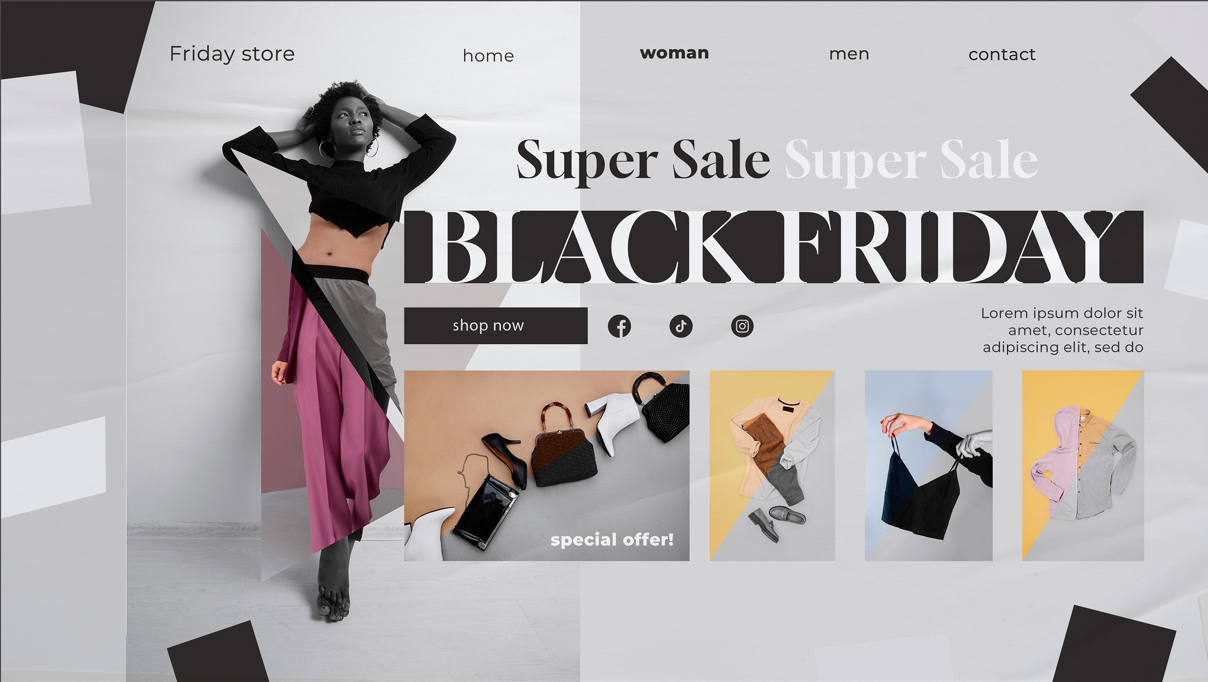 Friday store
home
woman
men
contact
Super Sale Super Sale
BLACK FRIDAY
shop now
Lorem ipsum dolor sit
amet, consectetur
adipiscing elit, sed do
special offer!